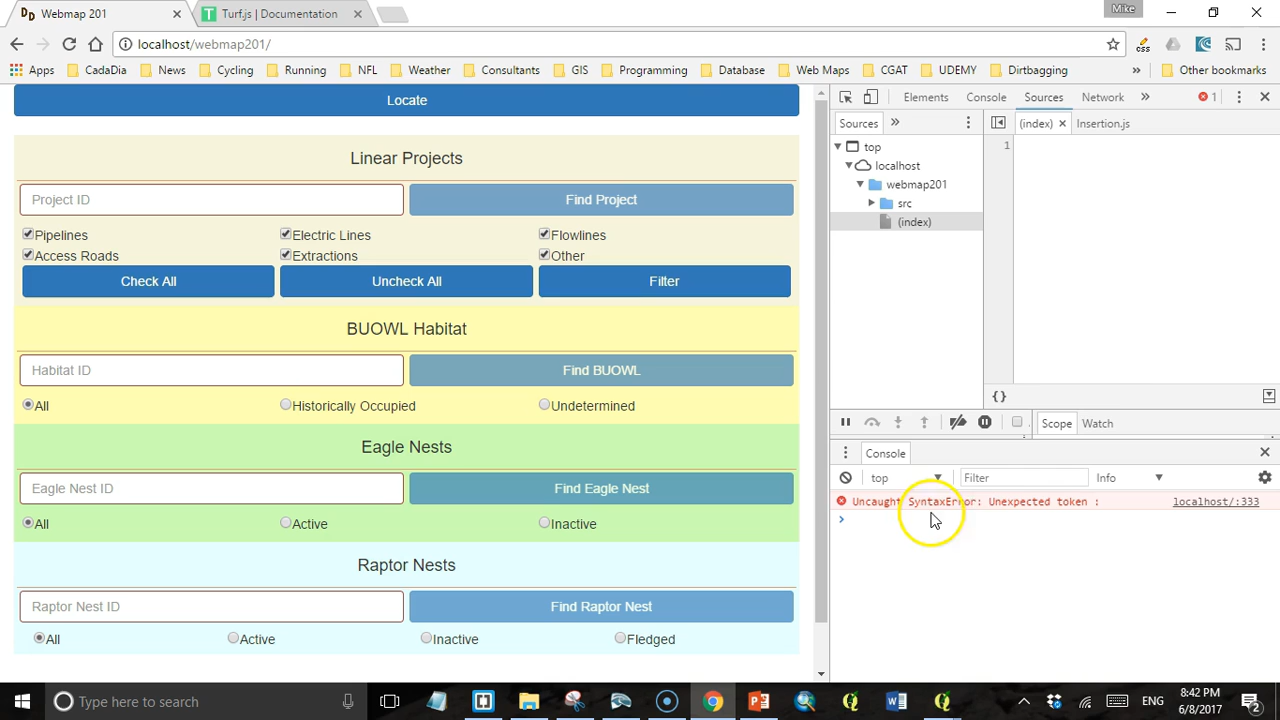 Webmap 201
Turf.js | Documentation
Mike
localhost/webmap201/
Apps CadaDia News Cycling Running NFL Weather Consultants GIS Programming Database Web Maps CGAT UDEMY Dirtbagging » Other bookmarks
Locate
Linear Projects
Project ID Find Project
Pipelines Electric Lines Flowlines
Access Roads Extractions Other
Check All Uncheck All Filter
BUOWL Habitat
Habitat ID Find BUOWL
All Historically Occupied Undetermined
Eagle Nests
Eagle Nest ID Find Eagle Nest
All Active Inactive
Raptor Nests
Raptor Nest ID Find Raptor Nest
All Active Inactive Fledged
Elements Console Sources Network » 1
Sources » (index) Insertion.js
top
localhost
webmap201
src
(index)
1
{}
Scope Watch
Console
top Filter Info
Uncaught SyntaxError: Unexpected token : localhost/:333
Type here to search
ENG
8:42 PM
6/8/2017
2